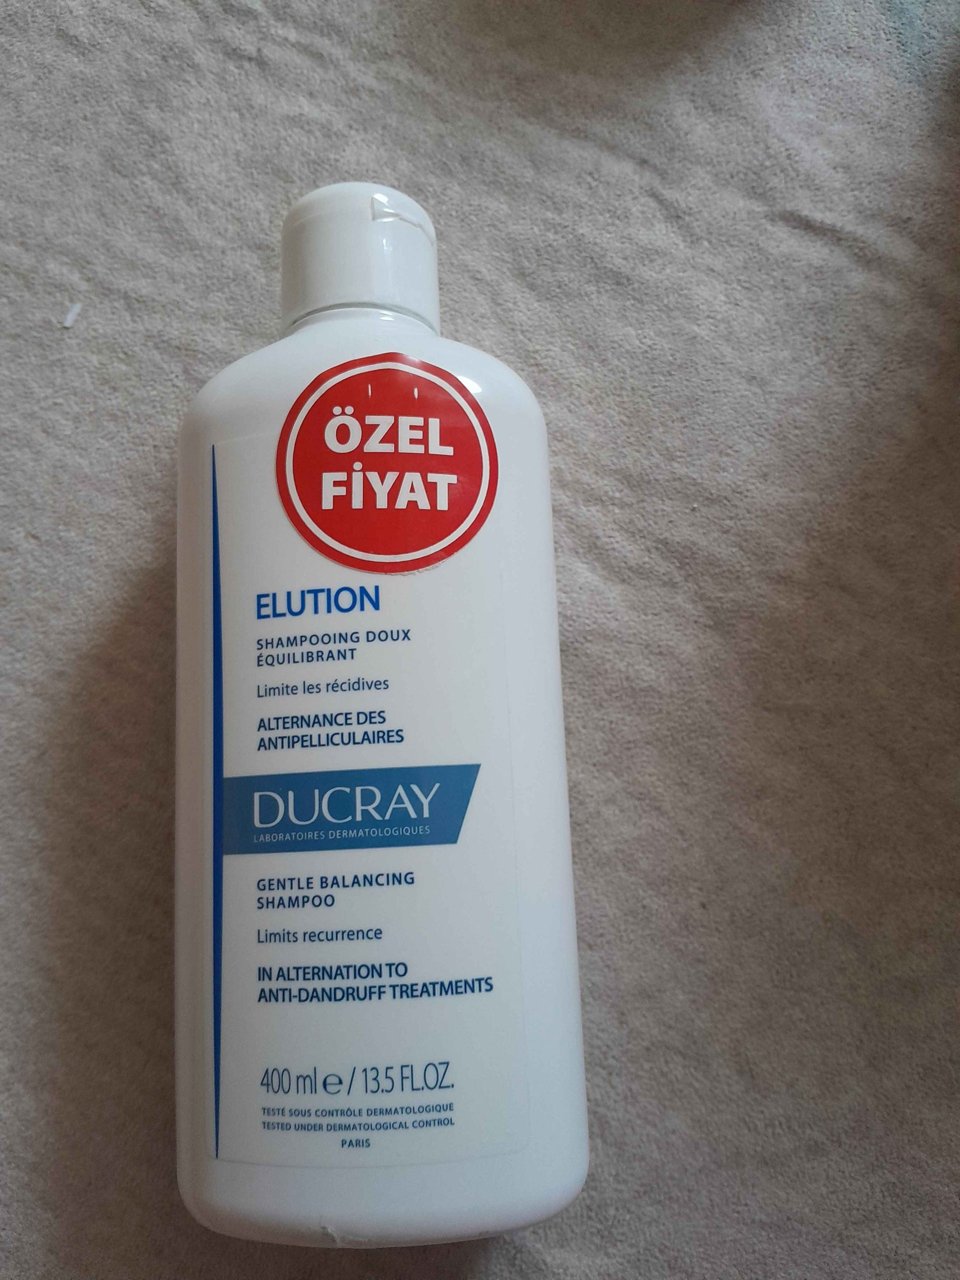 ÖZEL
FİYAT
ELUTION
SHAMPOOING DOUX
ÉQUILIBRANT
Limite les récidives
ALTERNANCE DES
ANTIPELLICULAIRES
DUCRAY
LABORATOIRES DERMATOLOGIQUES
GENTLE BALANCING
SHAMPOO
Limits recurrence
IN ALTERNATION TO
ANTI-DANDRUFF TREATMENTS
400 ml e / 13.5 FL.OZ.
TESTÉ SOUS CONTRÔLE DERMATOLOGIQUE
TESTED UNDER DERMATOLOGICAL CONTROL
PARIS